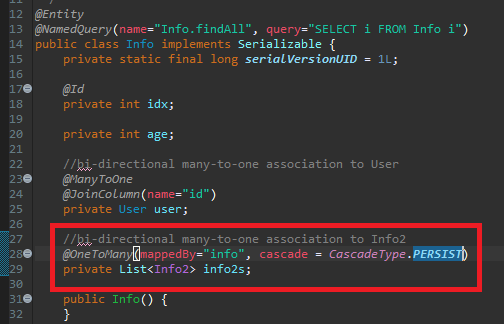 12 @Entity
13 @NamedQuery(name="Info.findAll", query="SELECT i FROM Info i")
14 public class Info implements Serializable {
15 private static final long serialVersionUID = 1L;
16
17 @Id
18 private int idx;
19
20 private int age;
21
22 //bi-directional many-to-one association to User
23 @ManyToOne
24 @JoinColumn(name="id")
25 private User user;
26
27 //bi-directional many-to-one association to Info2
28 @OneToMany(mappedBy="info", cascade = CascadeType.PERSIST)
29 private List<Info2> info2s;
30
31 public Info() {
32 }